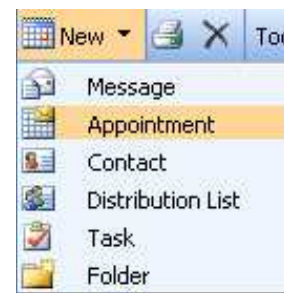 New
Message
Appointment
Contact
Distribution List
Task
Folder